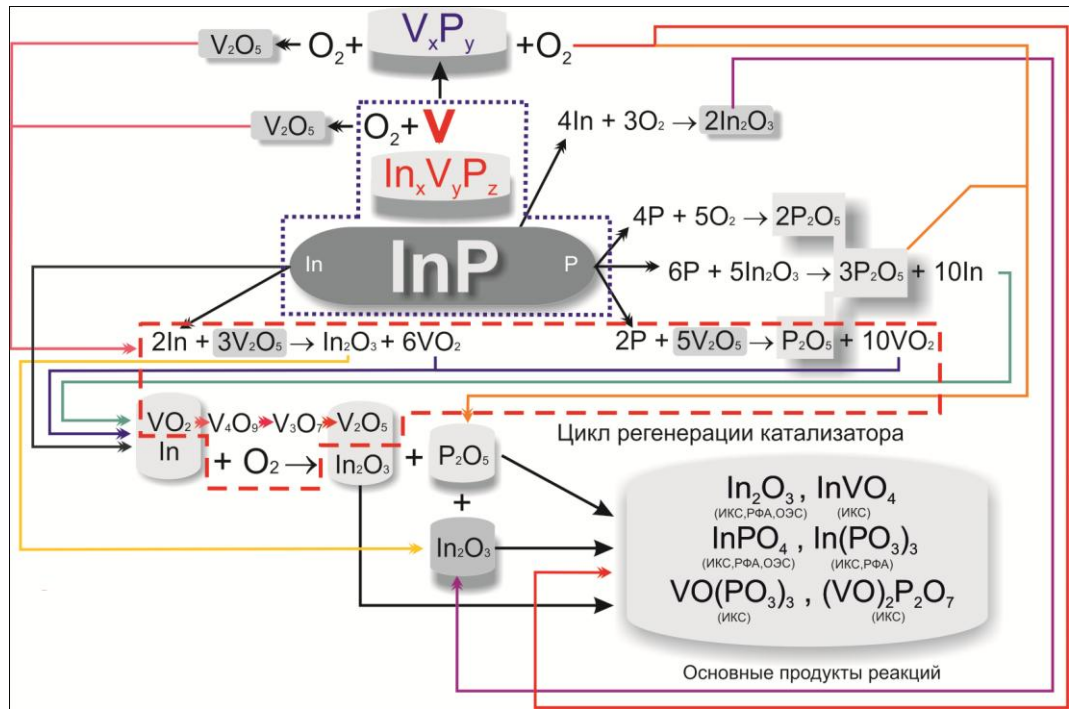 V₂O₅ ← O₂ + VₓPᵧ + O₂
V₂O₅ ← O₂ + V
4In + 3O₂ → 2In₂O₃
InₓVᵧP_z
4P + 5O₂ → 2P₂O₅
In InP P
6P + 5In₂O₃ → 3P₂O₅ + 10In
2In + 3V₂O₅ → In₂O₃ + 6VO₂
2P + 5V₂O₅ → P₂O₅ + 10VO₂
VO₂ → V₄O₉ → V₃O₇ → V₂O₅
Цикл регенерации катализатора
In + O₂ → In₂O₃ + P₂O₅
+
In₂O₃
In₂O₃ , InVO₄
(ИКС,РФА,ОЭС) (ИКС)
InPO₄ , In(PO₃)₃
(ИКС,РФА,ОЭС) (ИКС,РФА)
VO(PO₃)₃ , (VO)₂P₂O₇
(ИКС) (ИКС)
Основные продукты реакций